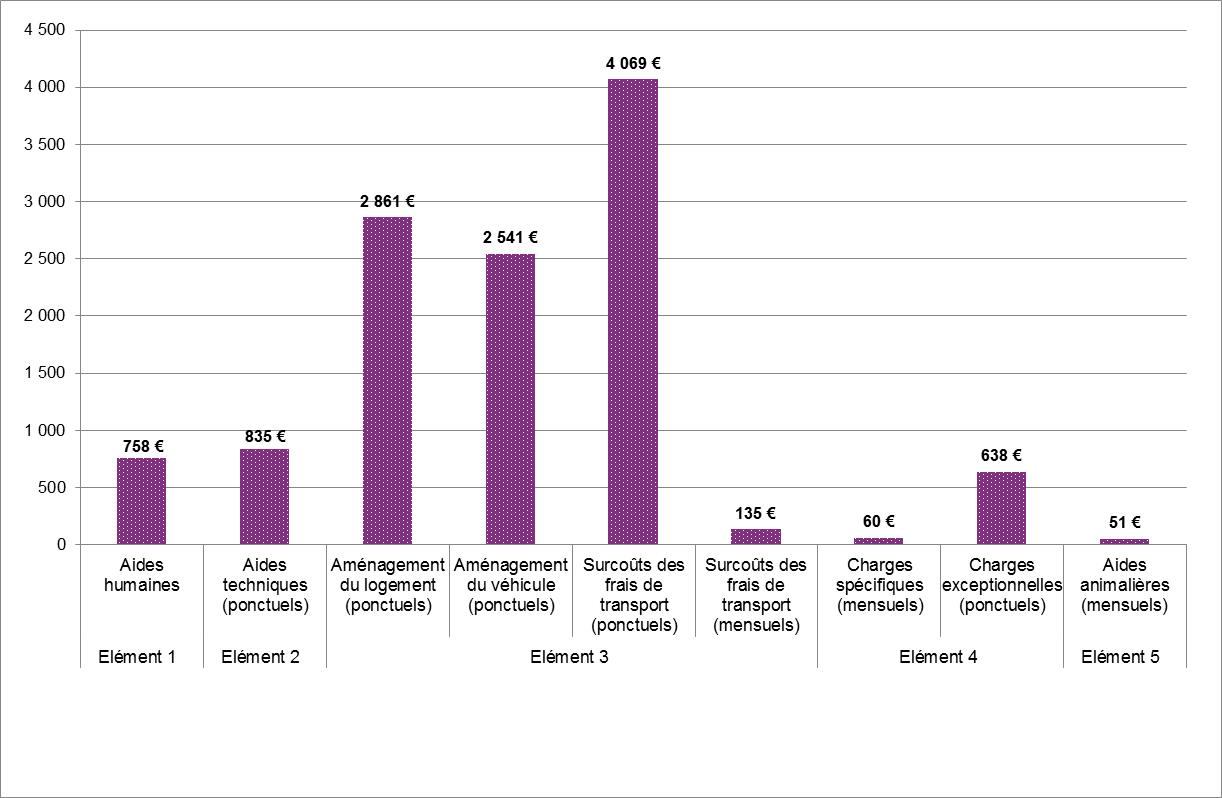 4 500
4 000
3 500
3 000
2 500
2 000
1 500
1 000
500
0
758 €
835 €
2 861 €
2 541 €
4 069 €
135 €
60 €
638 €
51 €
Aides
humaines
Aides
techniques
(ponctuels)
Aménagement
du logement
(ponctuels)
Aménagement
du véhicule
(ponctuels)
Surcoûts des
frais de
transport
(ponctuels)
Surcoûts des
frais de
transport
(mensuels)
Charges
spécifiques
(mensuels)
Charges
exceptionnelles
(ponctuels)
Aides
animalières
(mensuels)
Elément 1
Elément 2
Elément 3
Elément 4
Elément 5